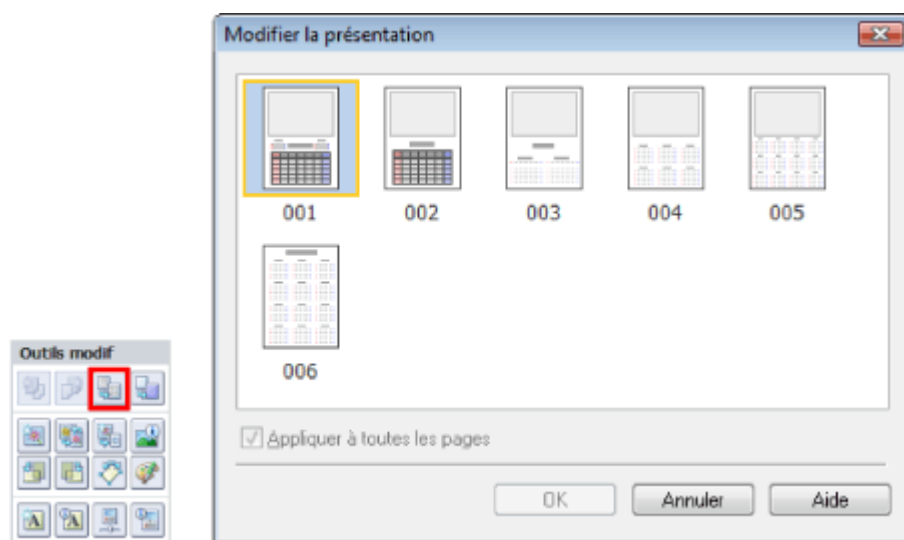 Modifier la présentation
001 002 003 004 005
006
Outils modif
Appliquer à toutes les pages
OK Annuler Aide